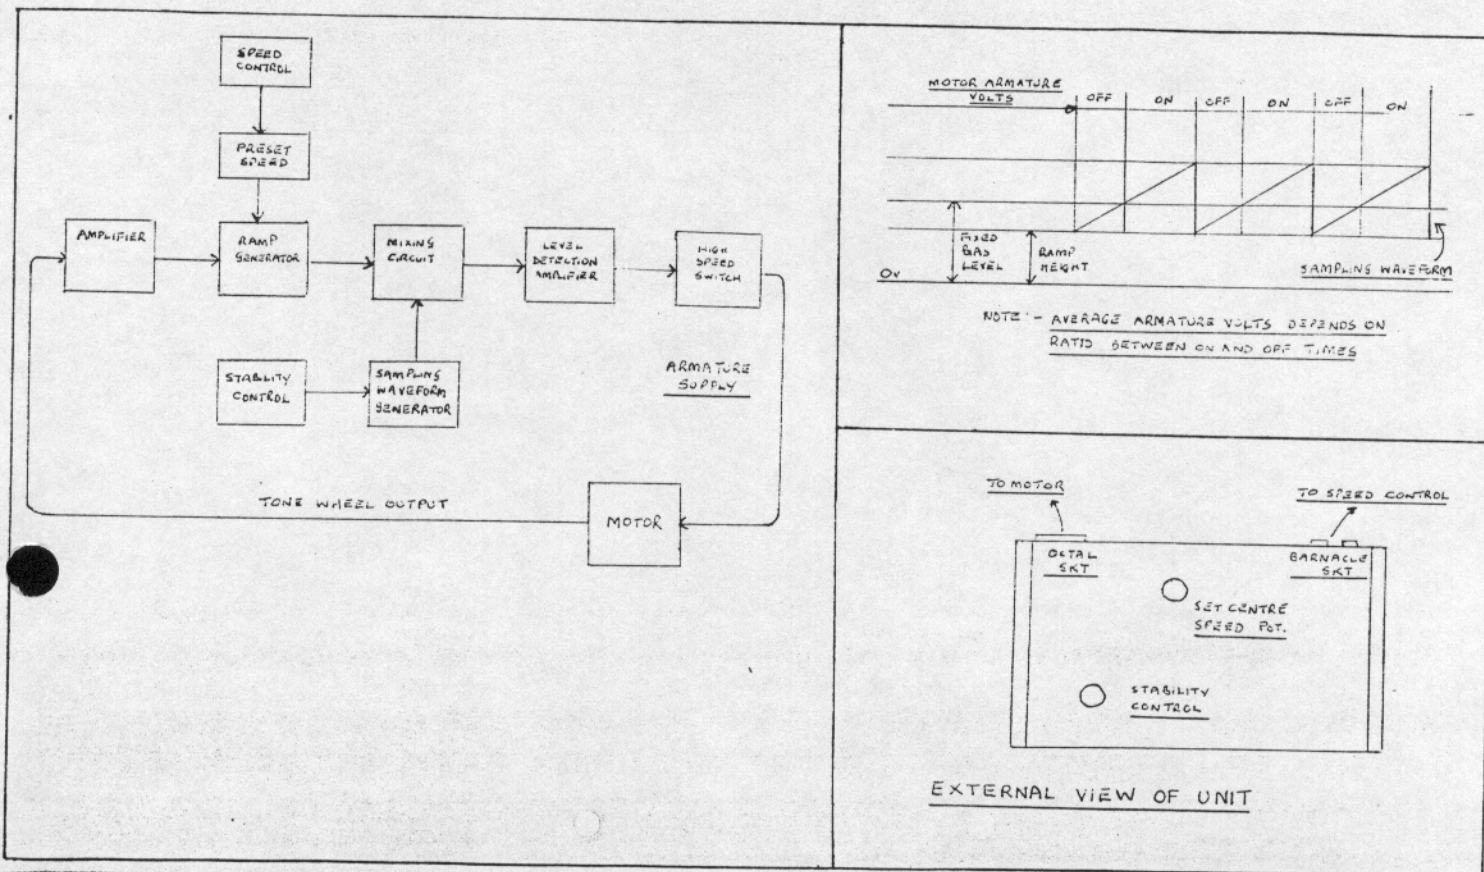 SPEED
CONTROL
PRESET
SPEED
AMPLIFIER
RAMP
GENERATOR
MIXING
CIRCUIT
LEVEL
DETECTION
AMPLIFIER
HIGH
SPEED
SWITCH
STABILITY
CONTROL
SAMPLING
WAVEFORM
GENERATOR
ARMATURE
SUPPLY
TONE WHEEL OUTPUT
MOTOR
MOTOR ARMATURE
VOLTS
OFF ON OFF ON OFF ON
FIXED
LEVEL
RAMP
HEIGHT
0v
SAMPLING WAVEFORM
NOTE :- AVERAGE ARMATURE VOLTS DEPENDS ON
RATIO BETWEEN ON AND OFF TIMES
TO MOTOR
TO SPEED CONTROL
OCTAL
SKT
BARNACLE
SKT
SET CENTRE
SPEED POT.
STABILITY
CONTROL
EXTERNAL VIEW OF UNIT